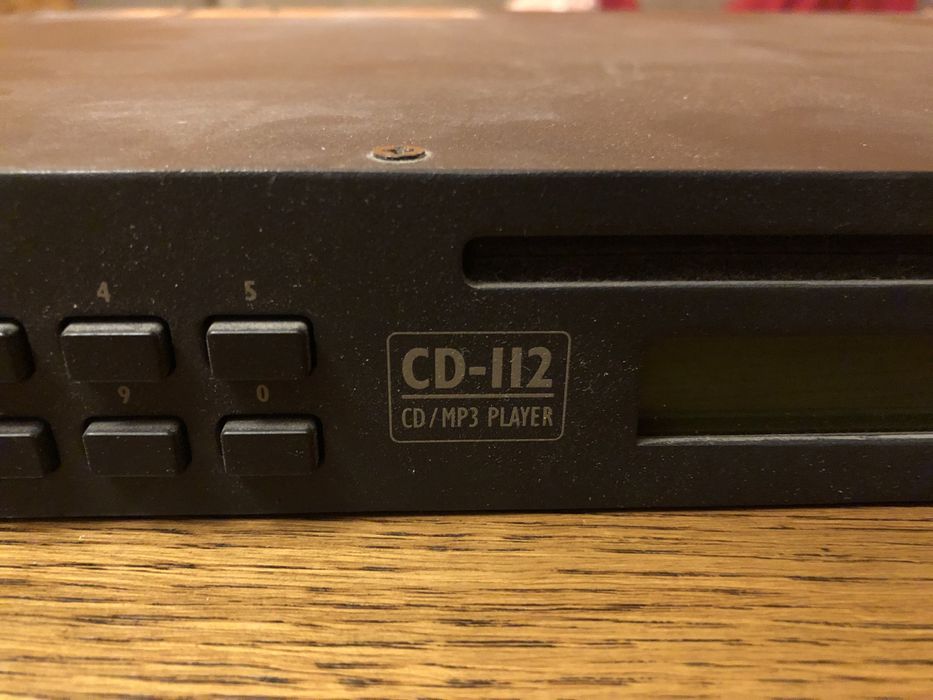 4 5
CD-112
CD/MP3 PLAYER
9 0